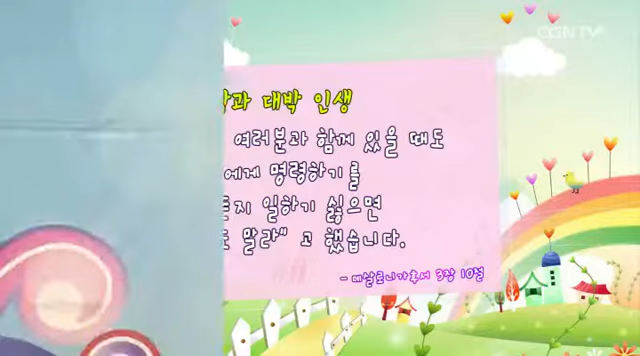 CGNTV
과 대박 인생
여러분과 함께 있을 때도
에게 명령하기를
지 일하기 싫으면
말라" 고 했습니다.
- 데살로니가후서 3장 10절